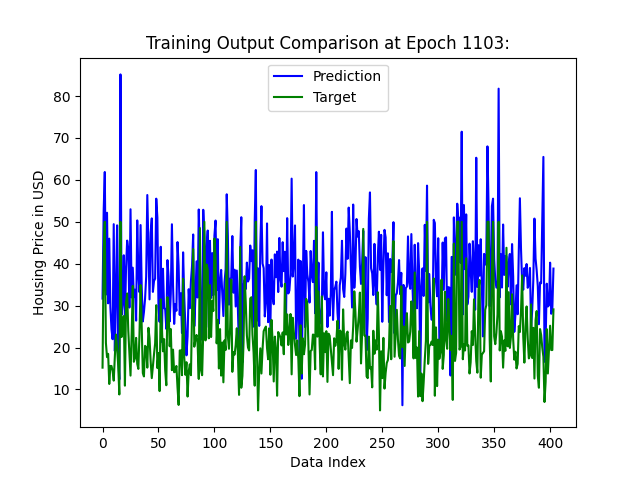 Training Output Comparison at Epoch 1103:
Prediction
Target
Housing Price in USD
80
70
60
50
40
30
20
10
0 50 100 150 200 250 300 350 400
Data Index